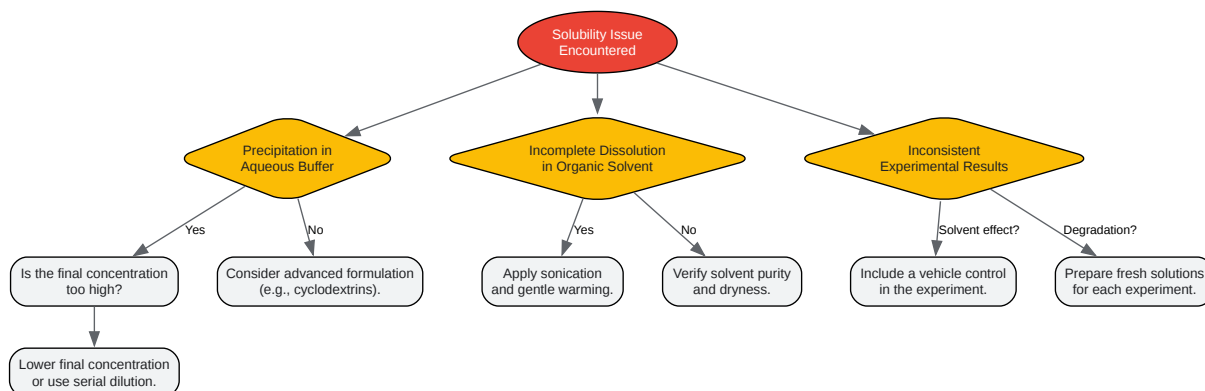 Solubility Issue
Encountered
Precipitation in
Aqueous Buffer
Incomplete Dissolution
in Organic Solvent
Inconsistent
Experimental Results
Yes
No
Yes
No
Solvent effect?
Degradation?
Is the final concentration
too high?
Consider advanced formulation
(e.g., cyclodextrins).
Apply sonication
and gentle warming.
Verify solvent purity
and dryness.
Include a vehicle control
in the experiment.
Prepare fresh solutions
for each experiment.
Lower final concentration
or use serial dilution.